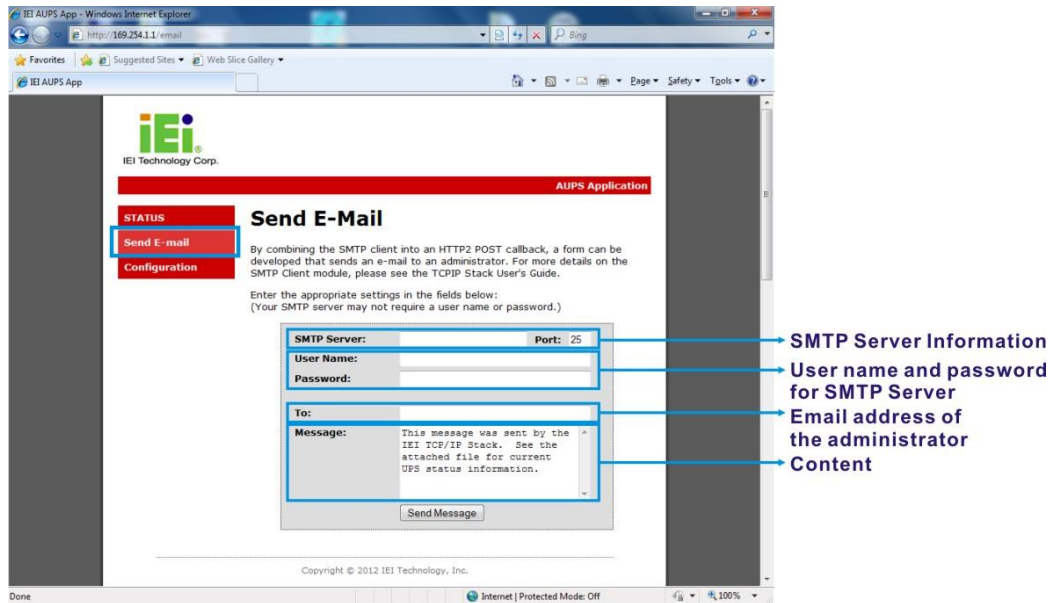 IEI AUPS App - Windows Internet Explorer
http://169.254.1.1/email
Bing
Favorites
Suggested Sites
Web Slice Gallery
IEI AUPS App
Page
Safety
Tools
iEi
®
IEI Technology Corp.
AUPS Application
STATUS
Send E-mail
Configuration
Send E-Mail
By combining the SMTP client into an HTTP2 POST callback, a form can be
developed that sends an e-mail to an administrator. For more details on the
SMTP Client module, please see the TCPIP Stack User's Guide.
Enter the appropriate settings in the fields below:
(Your SMTP server may not require a user name or password.)
SMTP Server:
Port: 25
User Name:
Password:
To:
Message:
This message was sent by the
IEI TCP/IP Stack. See the
attached file for current
UPS status information.
Send Message
SMTP Server Information
User name and password
for SMTP Server
Email address of
the administrator
Content
Copyright © 2012 IEI Technology, Inc.
Done
Internet | Protected Mode: Off
100%